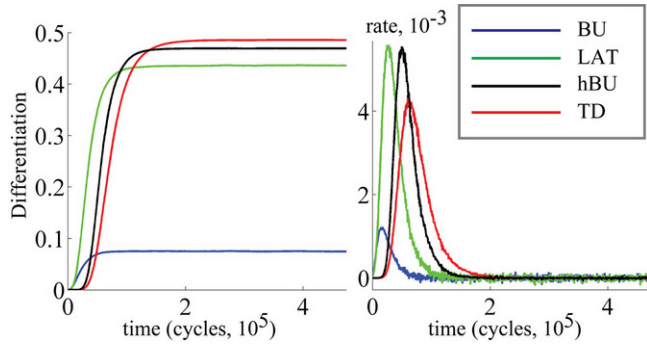 0.5
0.4
0.3
0.2
0.1
0
Differentiation
0 2 4
time (cycles, 10^5)
rate, 10^-3
4
2
0
0 2 4
time (cycles, 10^5)
BU
LAT
hBU
TD